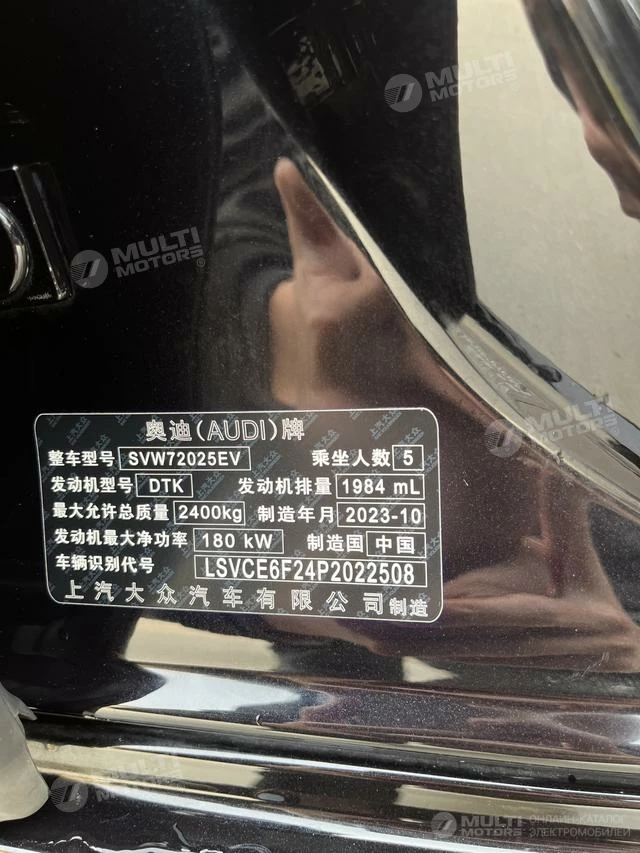 MULTI
MOTORS
MULTI
MOTORS®
奥迪(AUDI)牌
整车型号 SVW72025EV 乘坐人数 5
发动机型号 DTK 发动机排量 1984 mL
最大允许总质量 2400kg 制造年月 2023-10
发动机最大净功率 180 kW 制造国 中国
车辆识别代号 LSVCE6F24P2022508
上汽大众汽车有限公司 制造
MULTI
MOTORS
MULTI
MOTORS
ОНЛАЙН-КАТАЛОГ
ЭЛЕКТРОМОБИЛЕЙ